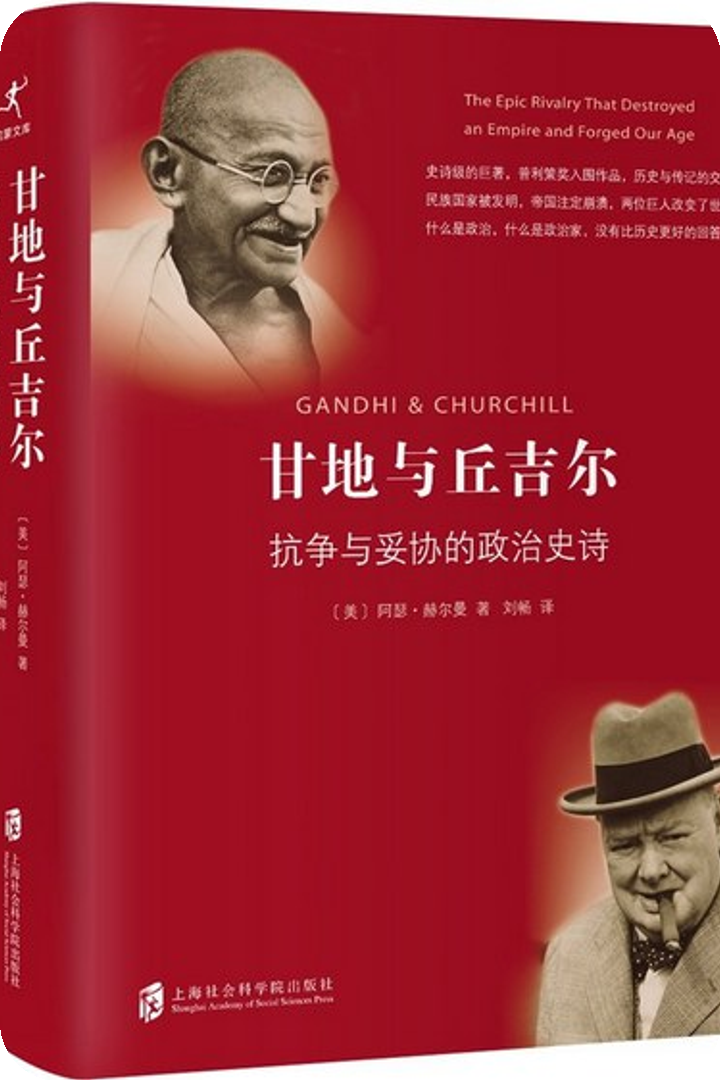 The Epic Rivalry That Destroyed
an Empire and Forged Our Age
史诗级的巨著，普利策奖入围作品，历史与传记的交
民族国家被发明，帝国注定崩溃，两位巨人改变了世
什么是政治，什么是政治家，没有比历史更好的回答
GANDHI & CHURCHILL
甘地与丘吉尔
抗争与妥协的政治史诗
〔美〕阿瑟·赫尔曼 著 刘畅 译
上海社会科学院出版社
Shanghai Academy of Social Sciences Press
文库
甘地与丘吉尔
〔美〕阿瑟·赫尔曼 著
刘畅 译
上海社会科学院出版社
Shanghai Academy of Social Sciences Press